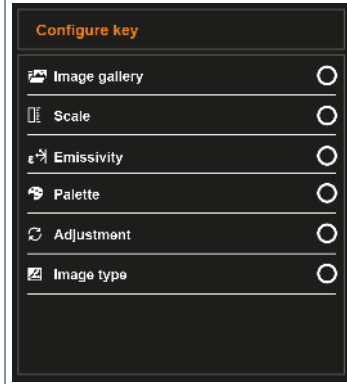 Configure key
Image gallery
Scale
ε Emissivity
Palette
Adjustment
Image type